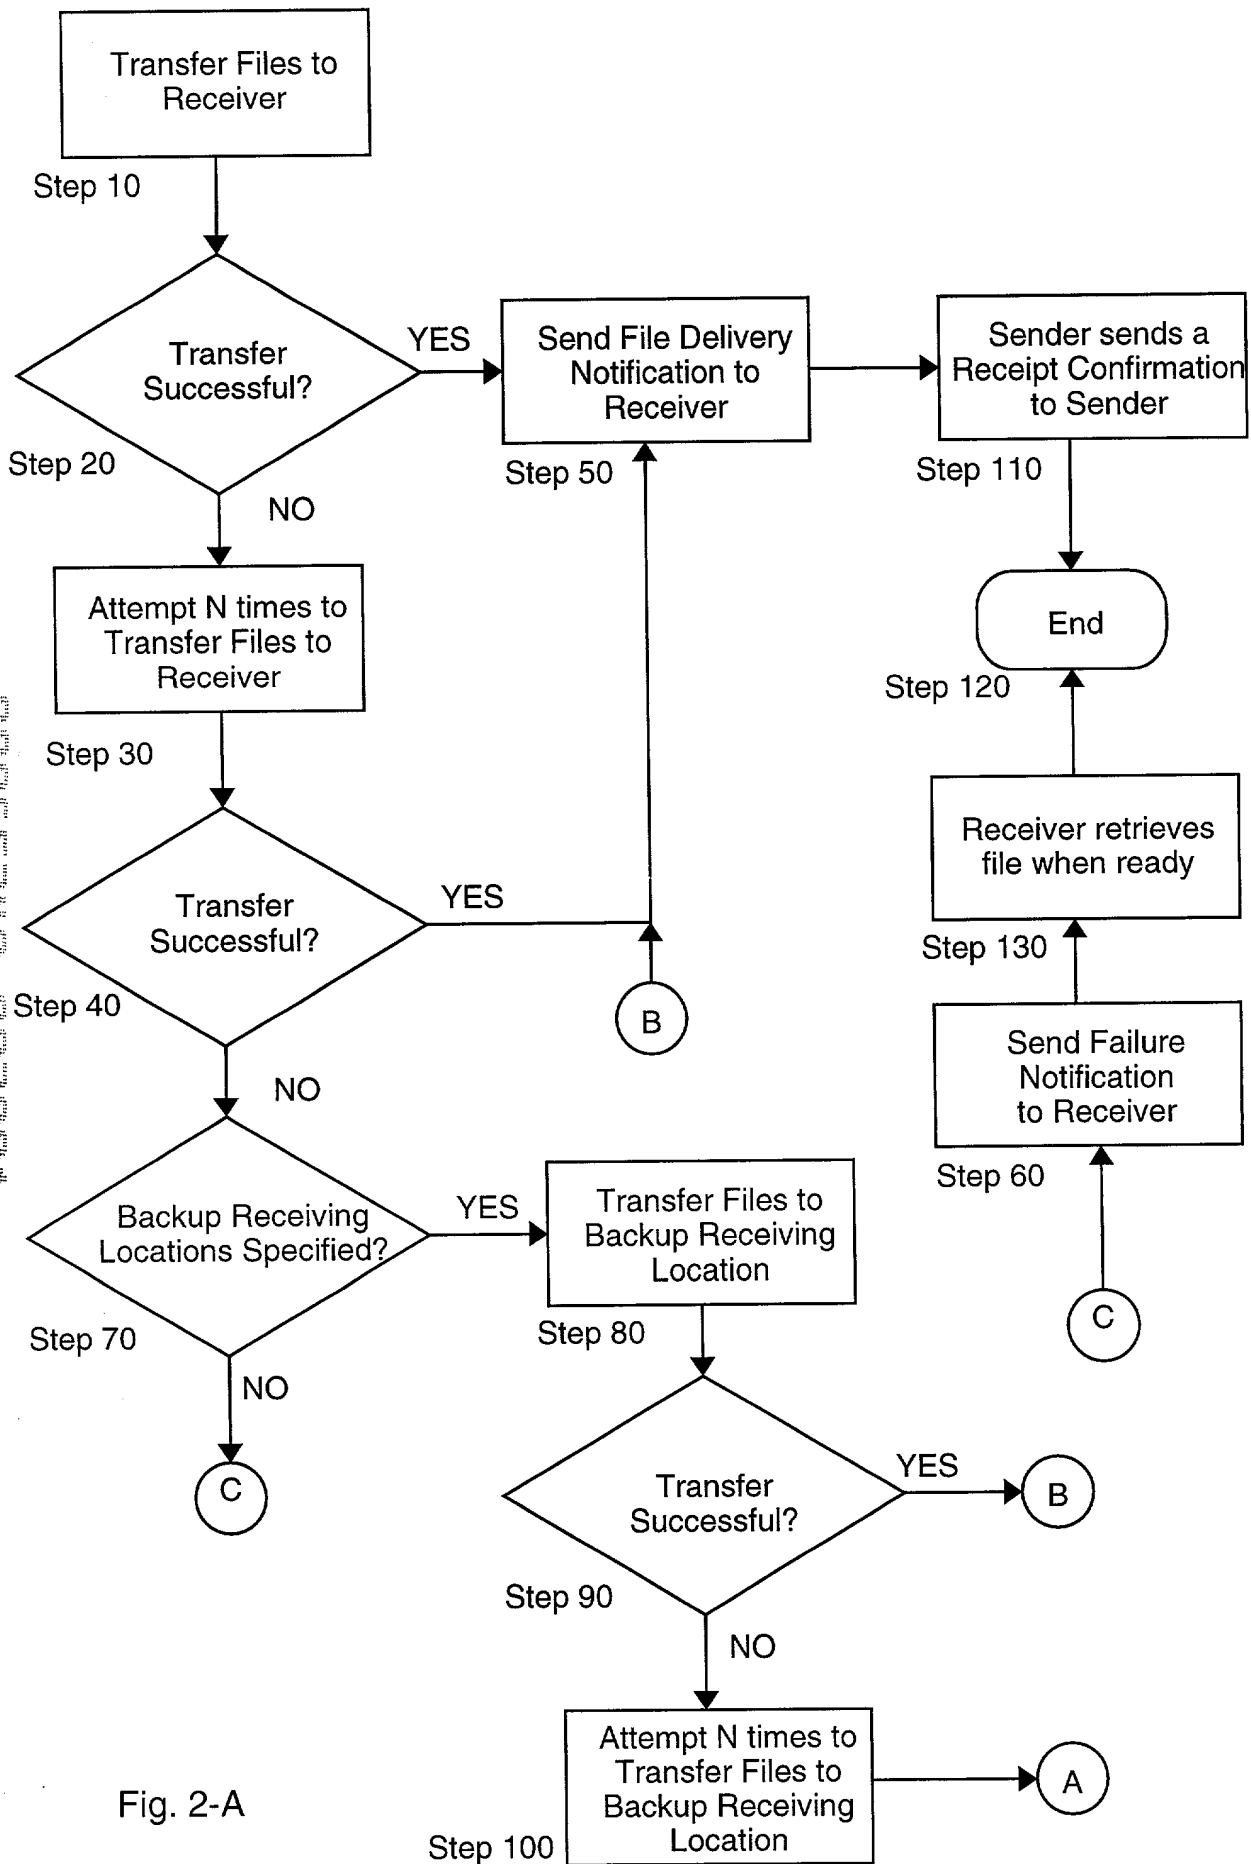 Transfer Files to
Receiver
Step 10
Transfer
Successful?
YES
Step 20
NO
Send File Delivery
Notification to
Receiver
Step 50
Sender sends a
Receipt Confirmation
to Sender
Step 110
End
Step 120
Attempt N times to
Transfer Files to
Receiver
Step 30
Transfer
Successful?
YES
Step 40
NO
B
Receiver retrieves
file when ready
Step 130
Send Failure
Notification
to Receiver
Step 60
C
Backup Receiving
Locations Specified?
YES
Step 70
NO
C
Transfer Files to
Backup Receiving
Location
Step 80
Transfer
Successful?
YES
B
Step 90
NO
Attempt N times to
Transfer Files to
Backup Receiving
Location
Step 100
A
Fig. 2-A